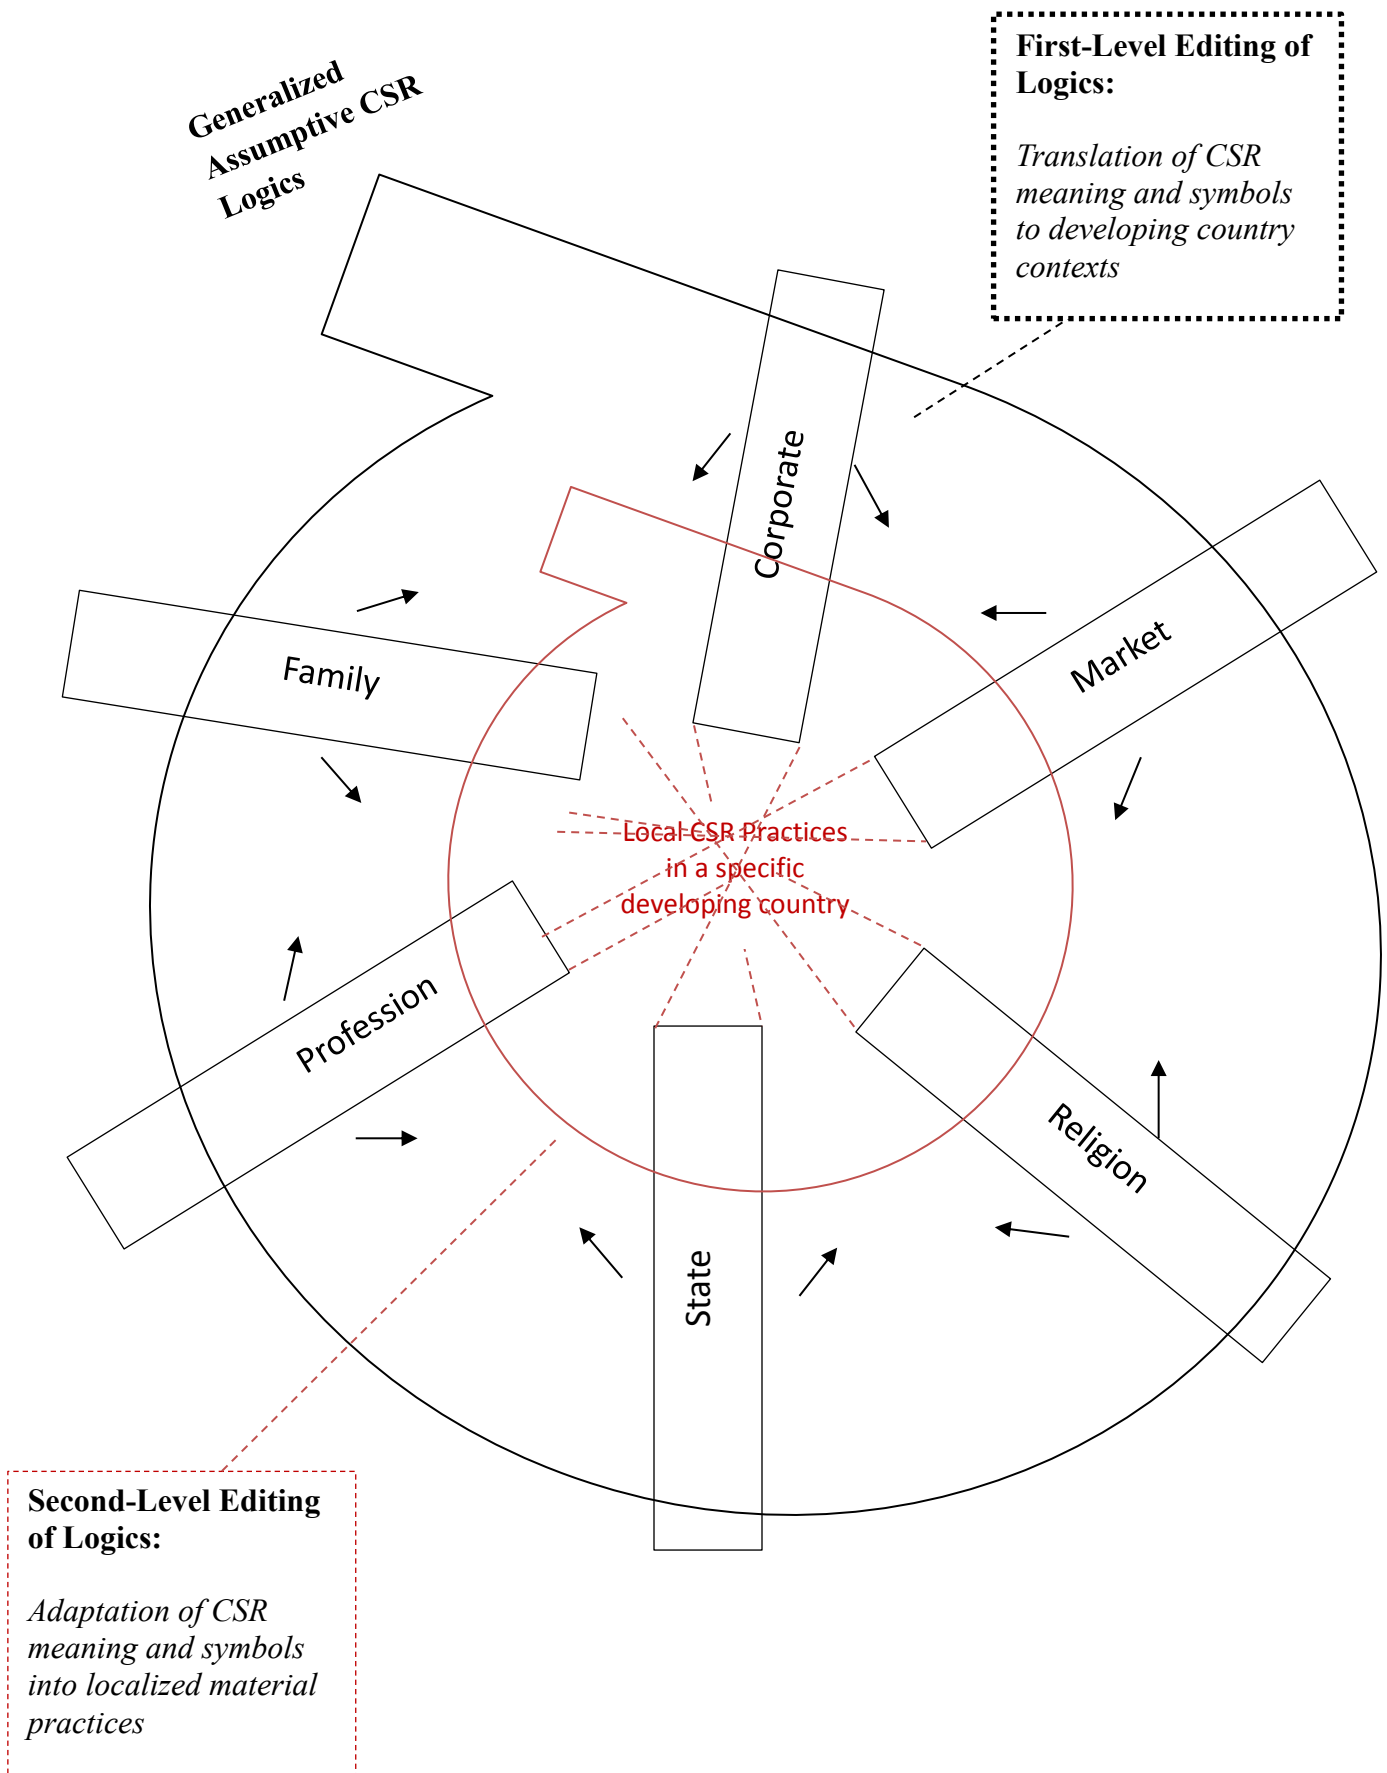 Generalized
Assumptive CSR
Logics
First-Level Editing of
Logics:
Translation of CSR
meaning and symbols
to developing country
contexts
Corporate
Market
Family
Local CSR Practices
in a specific
developing country
Profession
Religion
State
Second-Level Editing
of Logics:
Adaptation of CSR
meaning and symbols
into localized material
practices